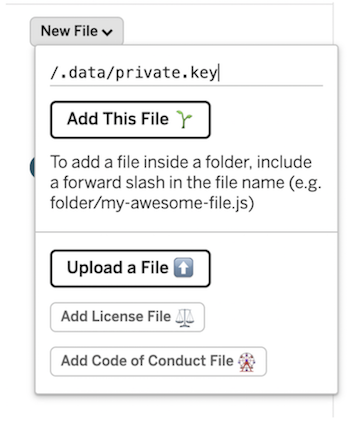 New File
/.data/private.key
Add This File
To add a file inside a folder, include
a forward slash in the file name (e.g.
folder/my-awesome-file.js)
Upload a File
Add License File
Add Code of Conduct File